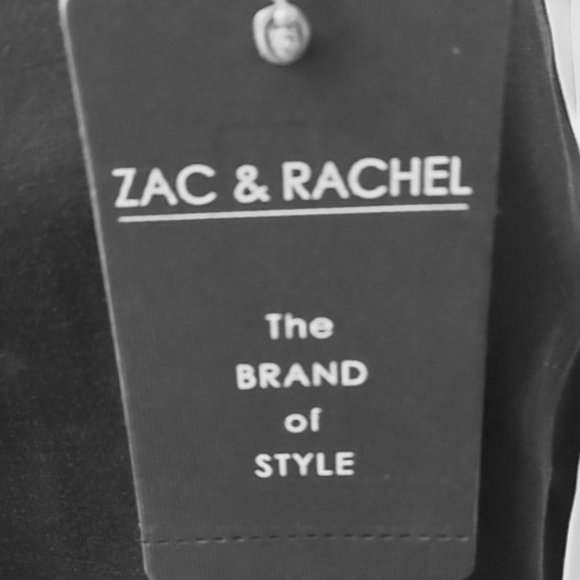 ZAC & RACHEL
The
BRAND
of
STYLE